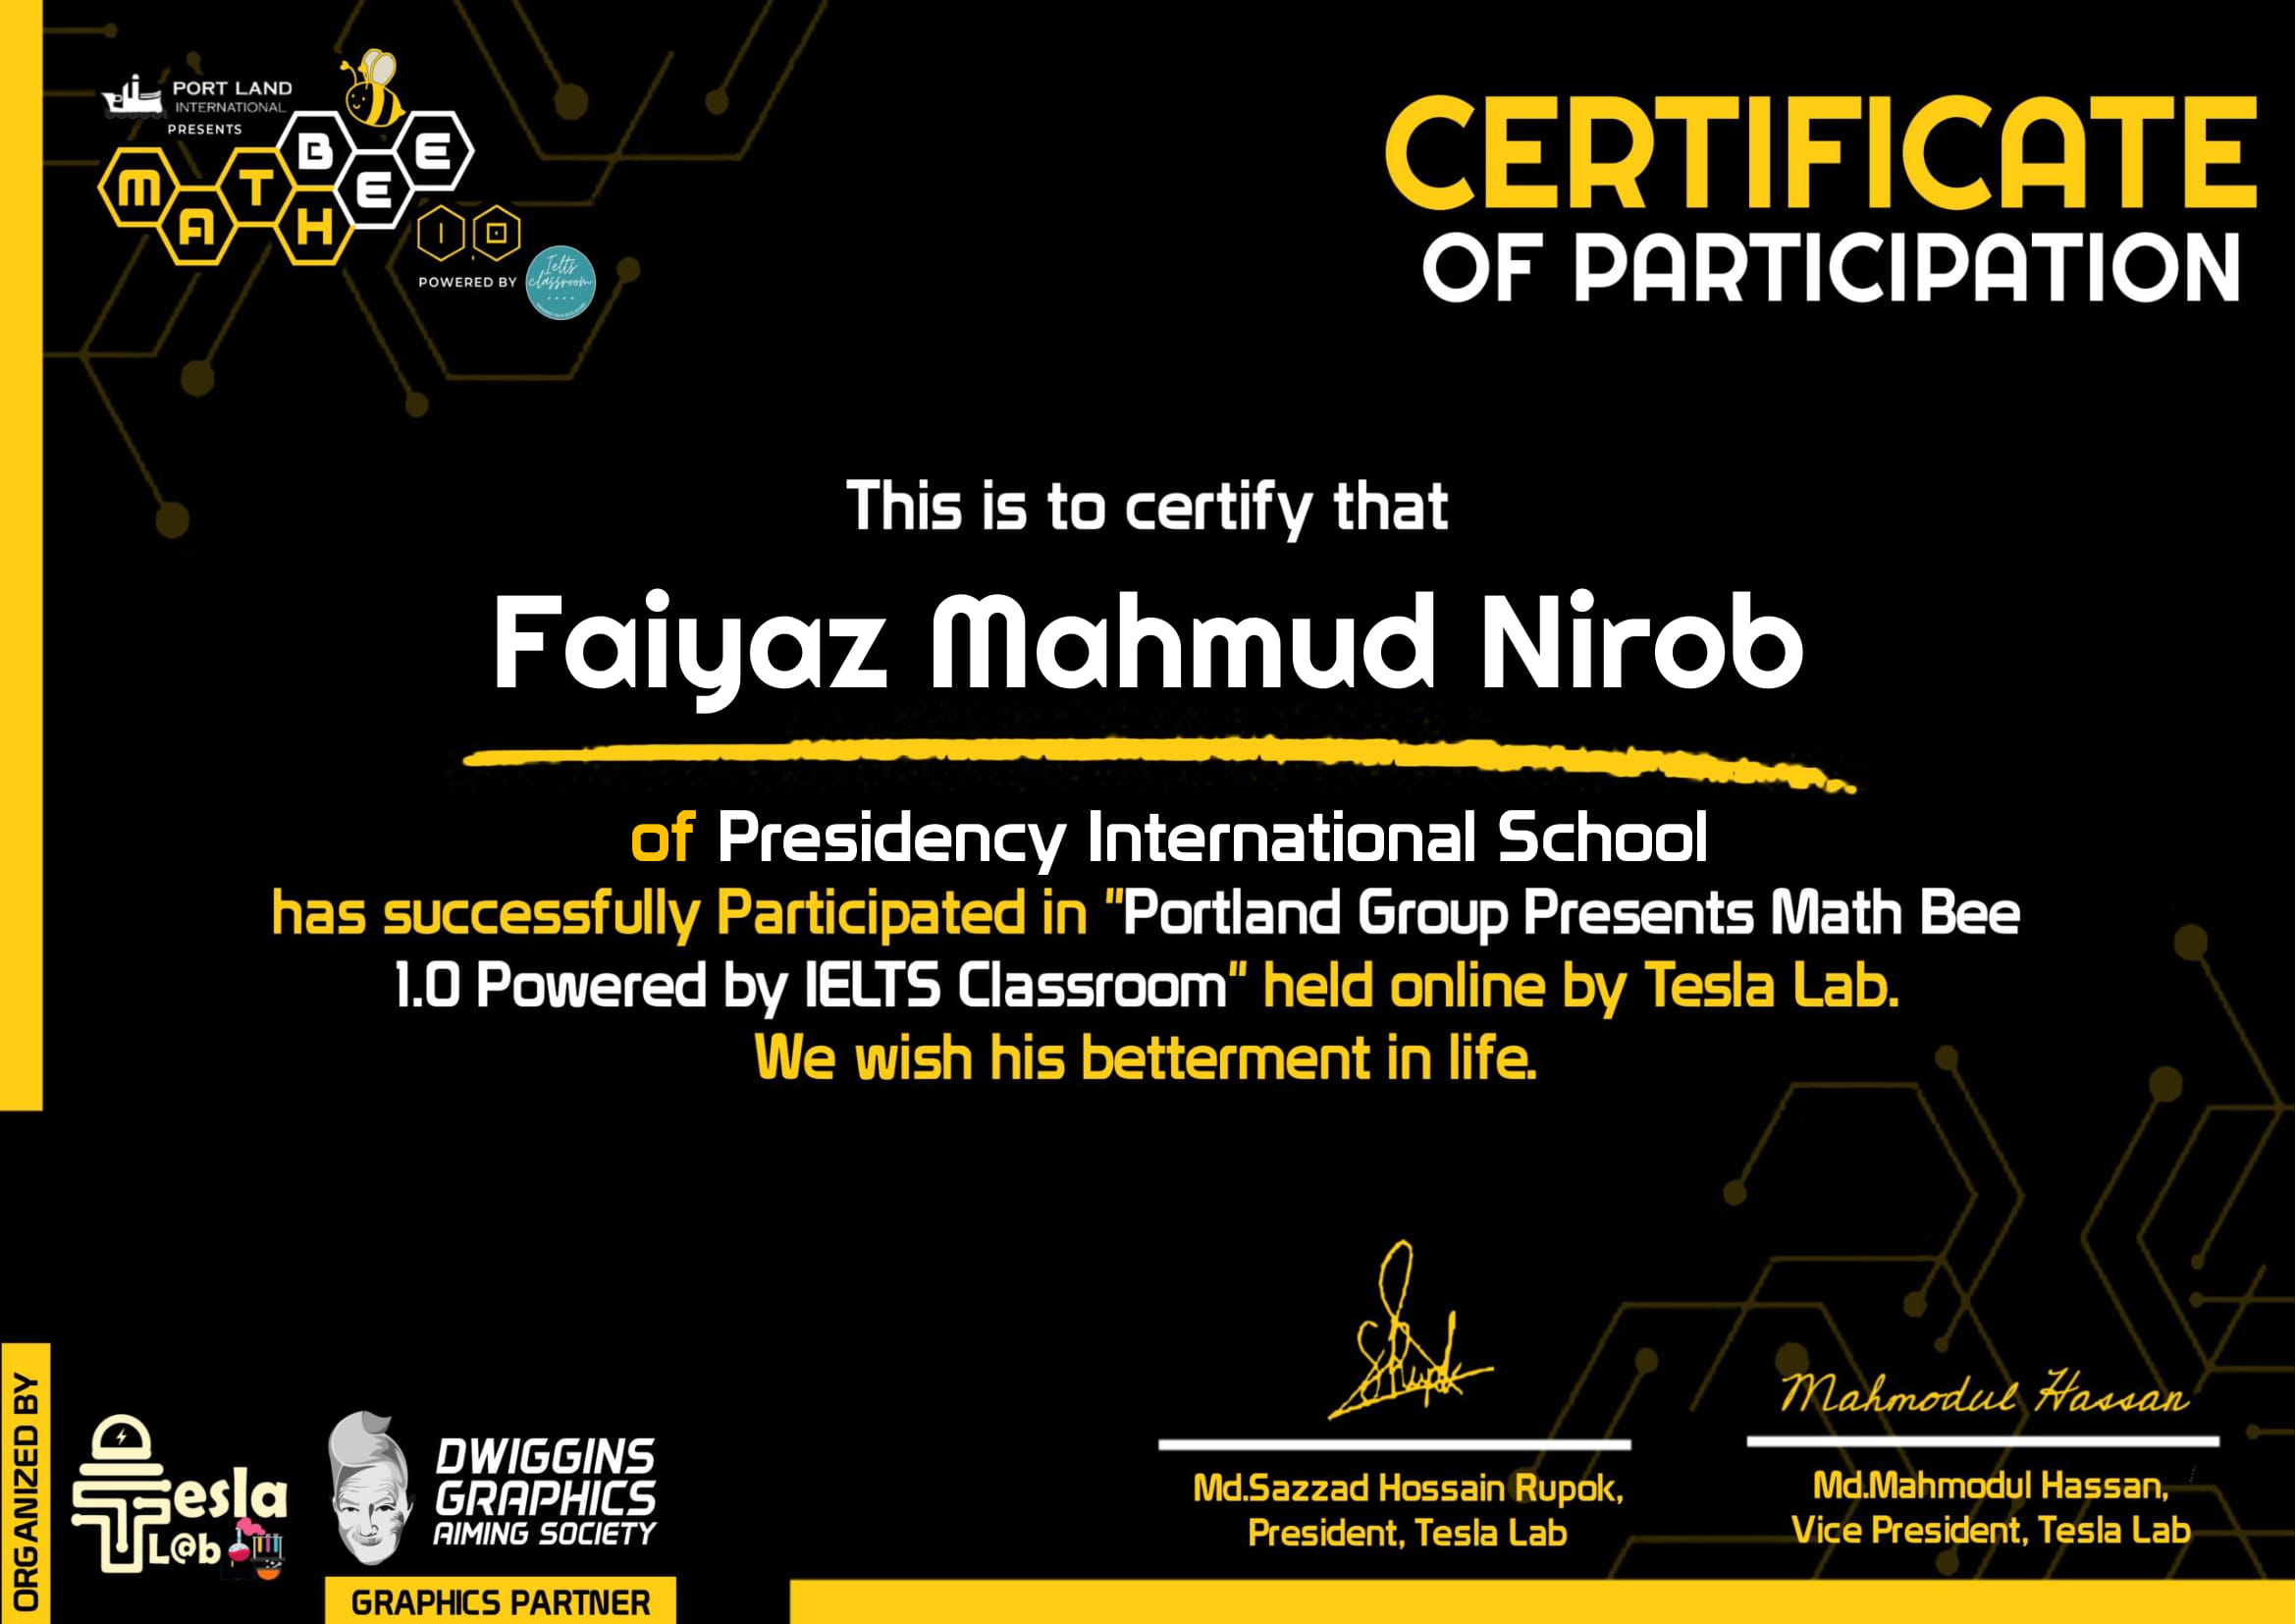 PORT LAND
INTERNATIONAL
PRESENTS
MATH BEE
1.0
POWERED BY
Ielts
classroom
CERTIFICATE
OF PARTICIPATION
This is to certify that
Faiyaz Mahmud Nirob
of Presidency International School
has successfully Participated in "Portland Group Presents Math Bee
1.0 Powered by IELTS Classroom" held online by Tesla Lab.
We wish his betterment in life.
ORGANIZED BY
Tesla
L@b
DWIGGINS
GRAPHICS
AIMING SOCIETY
GRAPHICS PARTNER
Md.Sazzad Hossain Rupok,
President, Tesla Lab
Mahmodul Hassan
Md.Mahmodul Hassan,
Vice President, Tesla Lab